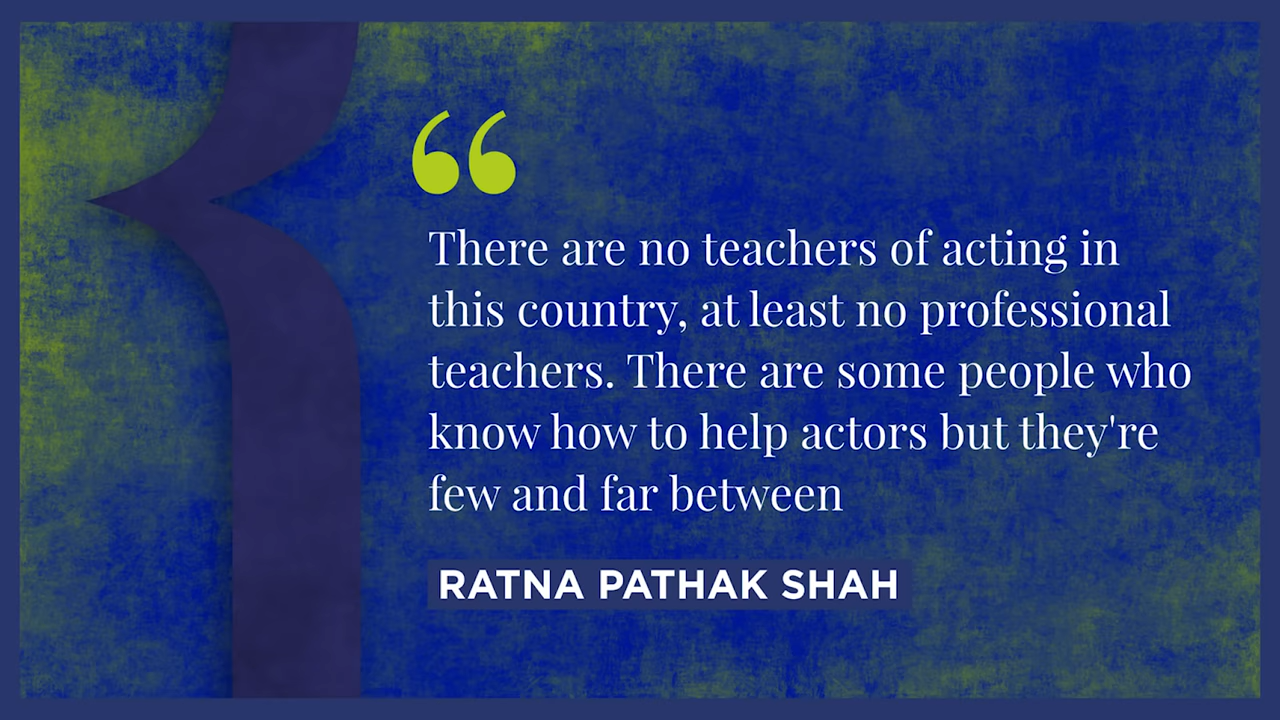 “
There are no teachers of acting in
this country, at least no professional
teachers. There are some people who
know how to help actors but they're
few and far between
RATNA PATHAK SHAH